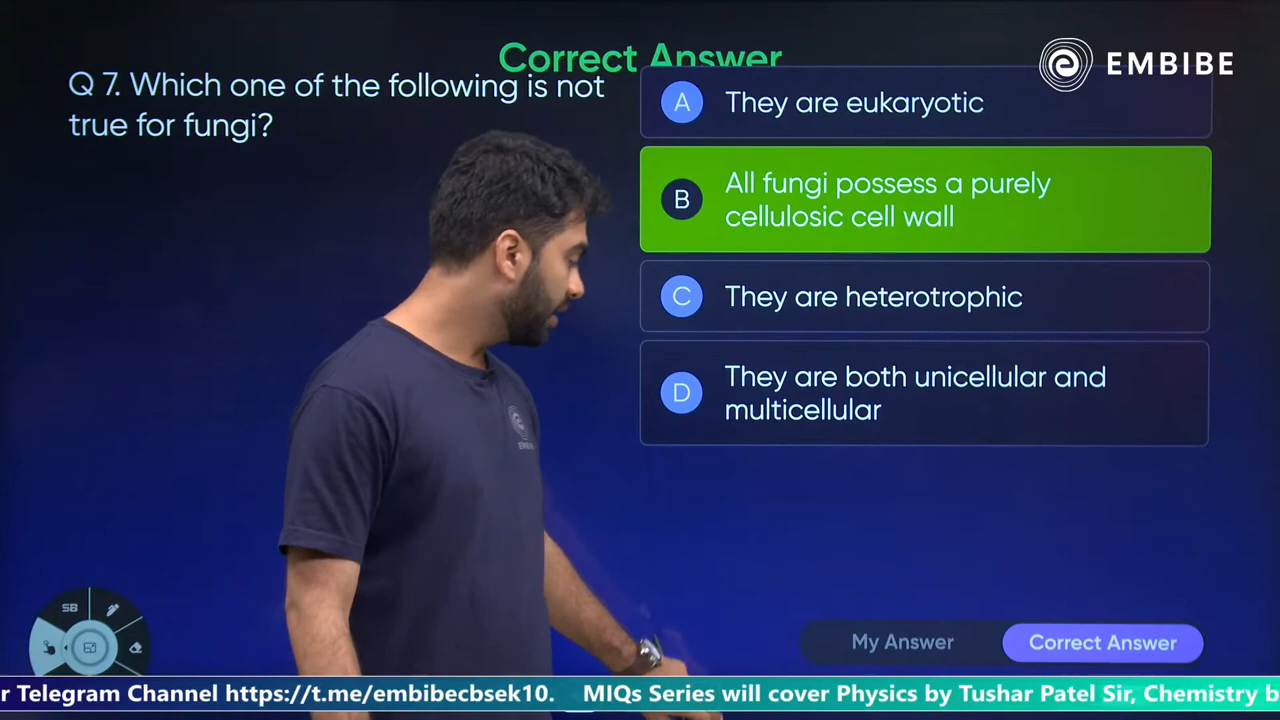 Correct Answer
EMBIBE
Q 7. Which one of the following is not
true for fungi?
A
They are eukaryotic
B
All fungi possess a purely
cellulosic cell wall
C
They are heterotrophic
D
They are both unicellular and
multicellular
SB
My Answer
Correct Answer
r Telegram Channel https://t.me/embibecbsek10. MIQs Series will cover Physics by Tushar Patel Sir, Chemistry b